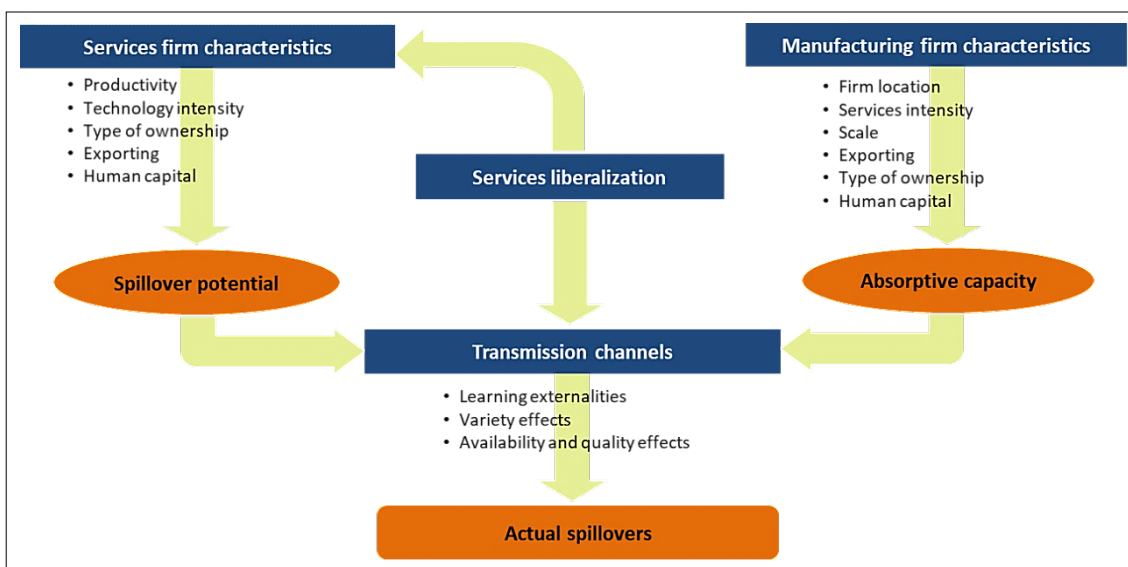 Services firm characteristics
• Productivity
• Technology intensity
• Type of ownership
• Exporting
• Human capital
Manufacturing firm characteristics
• Firm location
• Services intensity
• Scale
• Exporting
• Type of ownership
• Human capital
Services liberalization
Spillover potential
Absorptive capacity
Transmission channels
• Learning externalities
• Variety effects
• Availability and quality effects
Actual spillovers